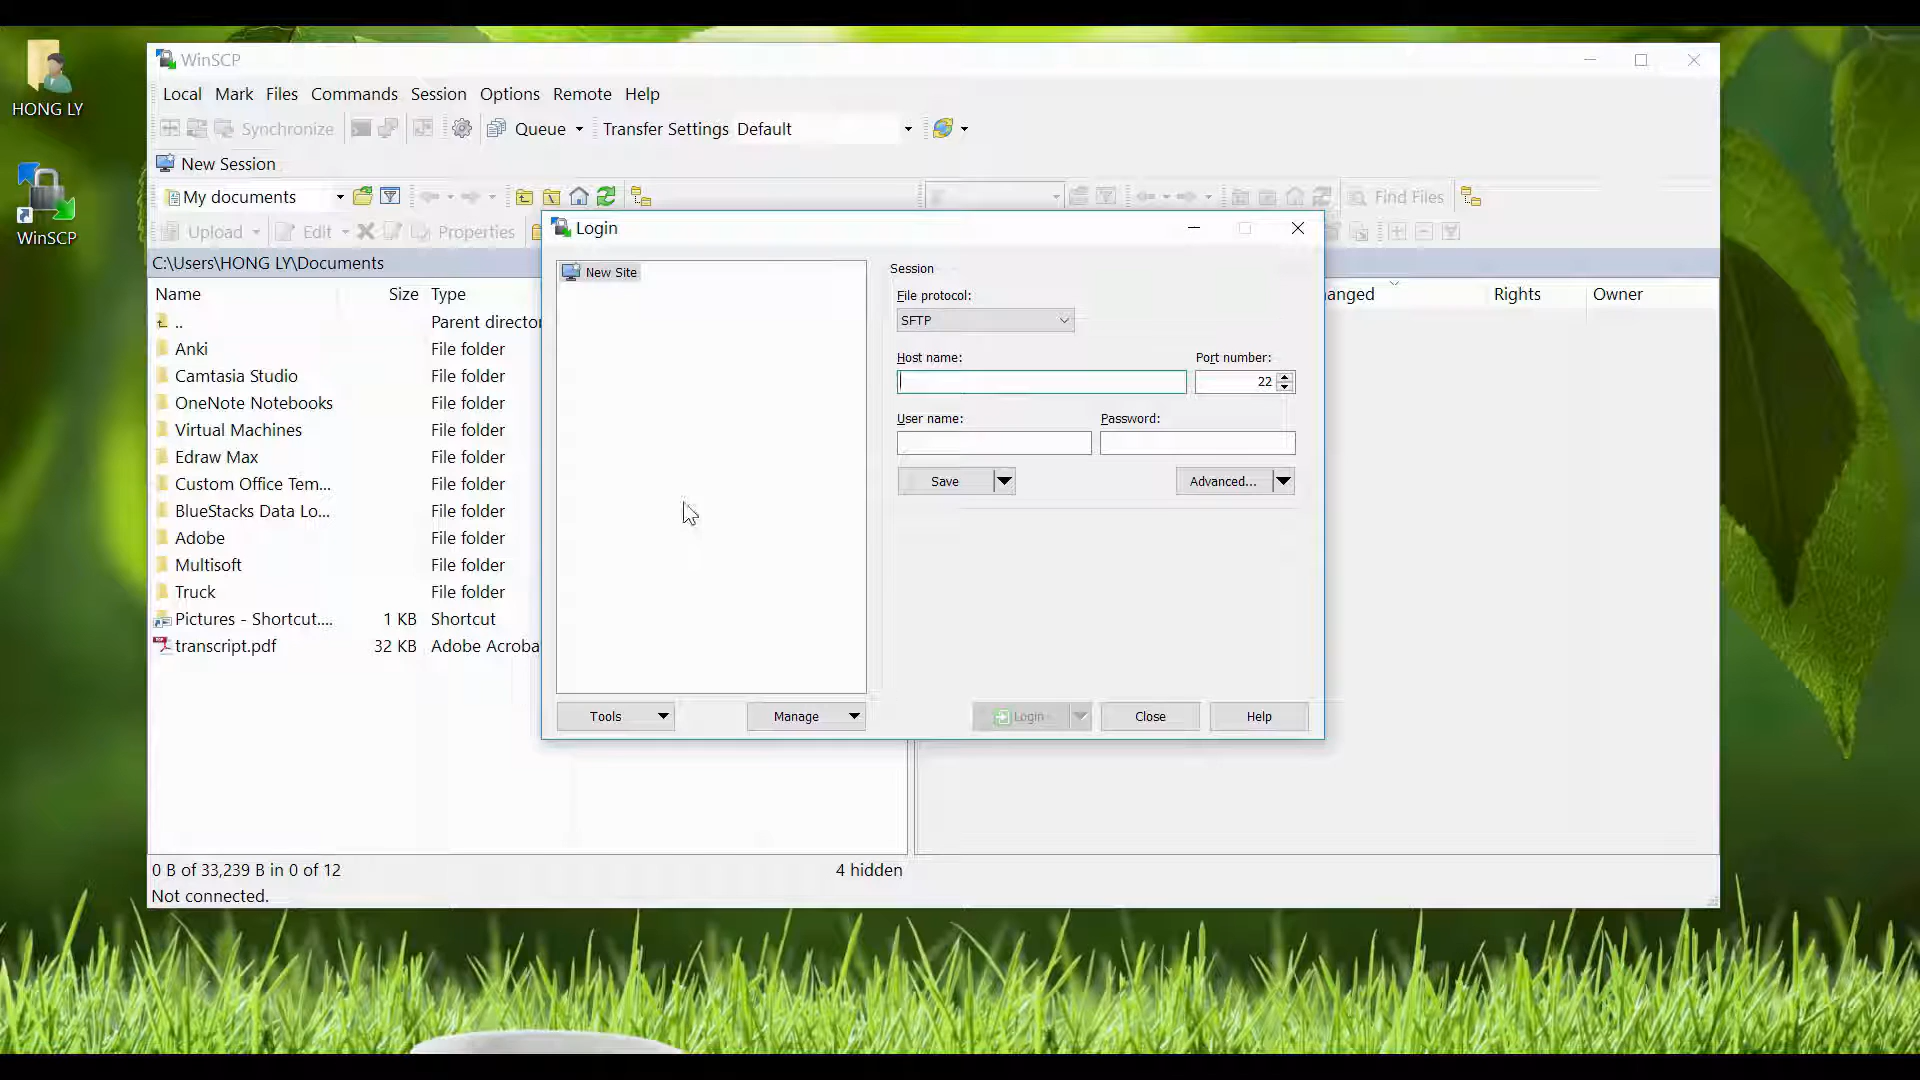 HONG LY
WinSCP
WinSCP
Local Mark Files Commands Session Options Remote Help
Synchronize Queue Transfer Settings Default
New Session
My documents Find Files
Upload Edit Properties
C:\Users\HONG LY\Documents
Name Size Type anged Rights Owner
.. Parent director
Anki File folder
Camtasia Studio File folder
OneNote Notebooks File folder
Virtual Machines File folder
Edraw Max File folder
Custom Office Tem... File folder
BlueStacks Data Lo... File folder
Adobe File folder
Multisoft File folder
Truck File folder
Pictures - Shortcut.... 1 KB Shortcut
transcript.pdf 32 KB Adobe Acroba
0 B of 33,239 B in 0 of 12 4 hidden
Not connected.
Login
New Site
Session
File protocol:
SFTP
Host name: Port number:
22
User name: Password:
Save Advanced...
Tools Manage Login Close Help